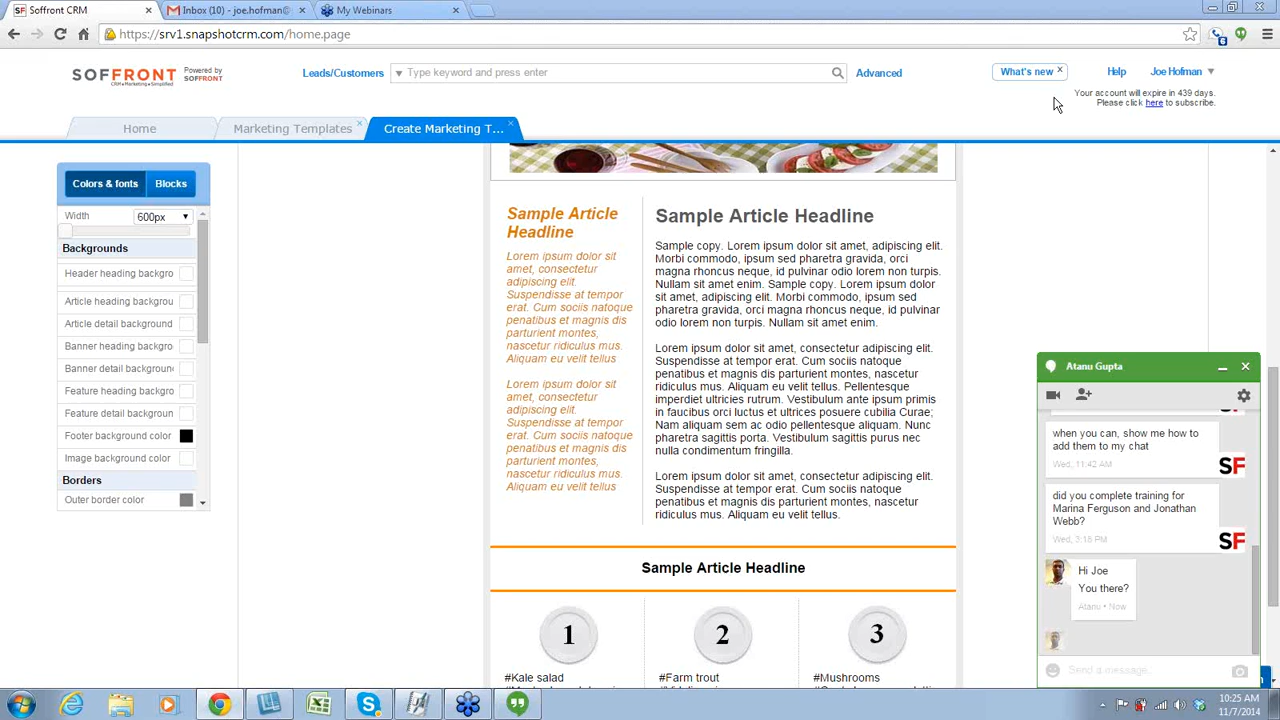 SF Soffront CRM
Inbox (10) - joe.hofman@
My Webinars
https://srv1.snapshotcrm.com/home.page
6
SOFFRONT
CRM + Marketing - Simplified
Powered by
SOFFRONT
Leads/Customers
Type keyword and press enter
Advanced
What's new x
Help
Joe Hofman
Your account will expire in 439 days.
Please click here to subscribe.
Home
Marketing Templates
Create Marketing T...
Colors & fonts
Blocks
Width
600px
Backgrounds
Header heading backgro
Article heading backgrou
Article detail background
Banner heading backgro
Banner detail backgroun
Feature heading backgro
Feature detail backgroun
Footer background color
Image background color
Borders
Outer border color
Sample Article
Headline
Lorem ipsum dolor sit
amet, consectetur
adipiscing elit.
Suspendisse at tempor
erat. Cum sociis natoque
penatibus et magnis dis
parturient montes,
nascetur ridiculus mus.
Aliquam eu velit tellus
Lorem ipsum dolor sit
amet, consectetur
adipiscing elit.
Suspendisse at tempor
erat. Cum sociis natoque
penatibus et magnis dis
parturient montes,
nascetur ridiculus mus.
Aliquam eu velit tellus
Sample Article Headline
Sample copy. Lorem ipsum dolor sit amet, adipiscing elit.
Morbi commodo, ipsum sed pharetra gravida, orci
magna rhoncus neque, id pulvinar odio lorem non turpis.
Nullam sit amet enim. Sample copy. Lorem ipsum dolor
sit amet, adipiscing elit. Morbi commodo, ipsum sed
pharetra gravida, orci magna rhoncus neque, id pulvinar
odio lorem non turpis. Nullam sit amet enim.
Lorem ipsum dolor sit amet, consectetur adipiscing elit.
Suspendisse at tempor erat. Cum sociis natoque
penatibus et magnis dis parturient montes, nascetur
ridiculus mus. Aliquam eu velit tellus. Pellentesque
imperdiet ultricies rutrum. Vestibulum ante ipsum primis
in faucibus orci luctus et ultrices posuere cubilia Curae;
Nam aliquam sem ac odio pellentesque aliquam. Nunc
pharetra sagittis porta. Vestibulum sagittis purus nec
nulla condimentum fringilla.
Lorem ipsum dolor sit amet, consectetur adipiscing elit.
Suspendisse at tempor erat. Cum sociis natoque
penatibus et magnis dis parturient montes, nascetur
ridiculus mus. Aliquam eu velit tellus.
Sample Article Headline
1
2
3
#Kale salad
#Farm trout
#Mushrooms
Atanu Gupta
when you can, show me how to
add them to my chat
Wed, 11:42 AM
SF
did you complete training for
Marina Ferguson and Jonathan
Webb?
Wed, 3:18 PM
SF
Hi Joe
You there?
Atanu • Now
Send a message...
10:25 AM
11/7/2014